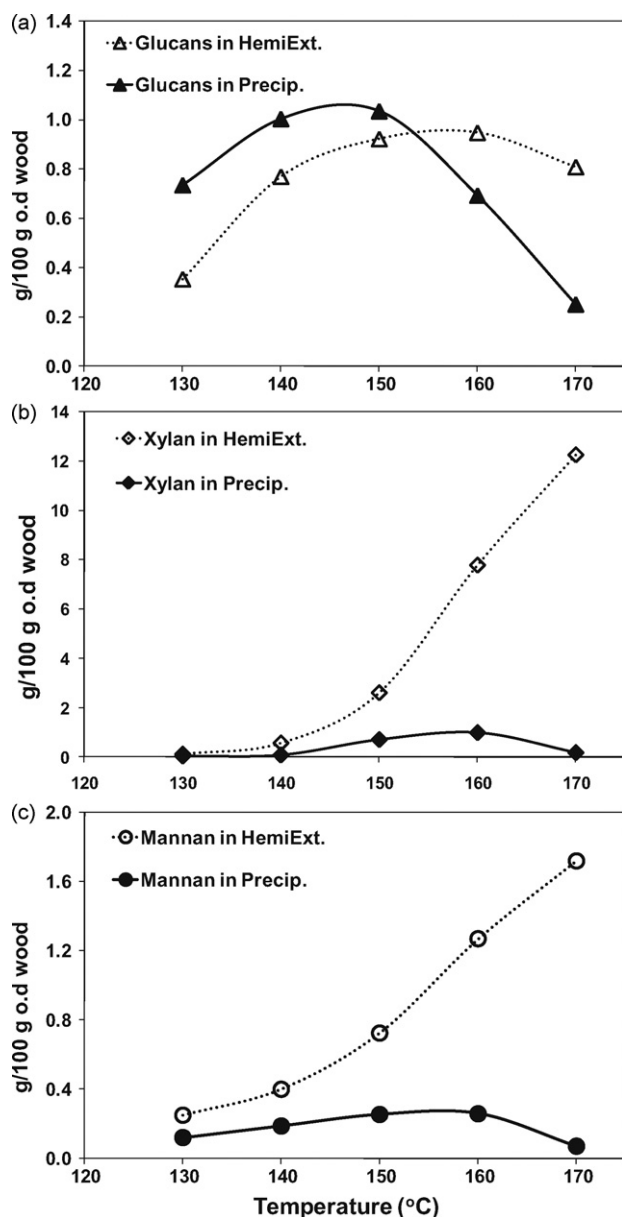 (a)
1.4
Glucans in HemiExt.
1.2
Glucans in Precip.
1.0
0.8
0.6
0.4
0.2
0.0
g/100 g o.d wood
120 130 140 150 160 170
(b)
14
Xylan in HemiExt.
12
Xylan in Precip.
10
8
6
4
2
0
g/100 g o.d wood
120 130 140 150 160 170
(c)
2.0
Mannan in HemiExt.
1.6
Mannan in Precip.
1.2
0.8
0.4
0.0
g/100 g o.d wood
120 130 140 150 160 170
Temperature (°C)